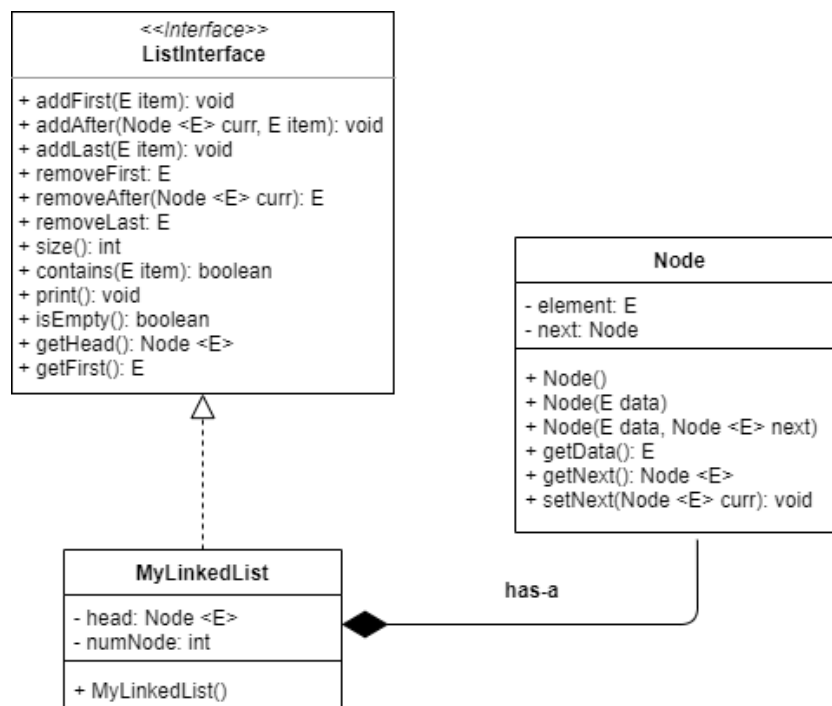 <<Interface>>
ListInterface
+ addFirst(E item): void
+ addAfter(Node <E> curr, E item): void
+ addLast(E item): void
+ removeFirst: E
+ removeAfter(Node <E> curr): E
+ removeLast: E
+ size(): int
+ contains(E item): boolean
+ print(): void
+ isEmpty(): boolean
+ getHead(): Node <E>
+ getFirst(): E
Node
- element: E
- next: Node
+ Node()
+ Node(E data)
+ Node(E data, Node <E> next)
+ getData(): E
+ getNext(): Node <E>
+ setNext(Node <E> curr): void
MyLinkedList
- head: Node <E>
- numNode: int
+ MyLinkedList()
has-a